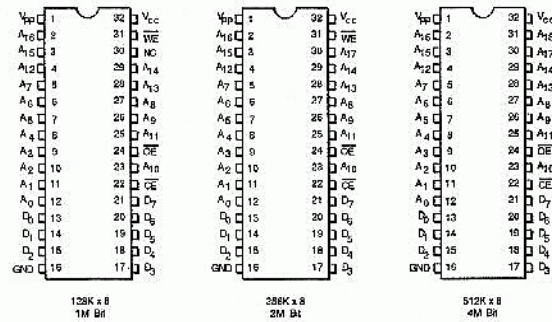 VPP 1 32 VCC
A16 2 31 WE
A15 3 30 NC
A12 4 29 A14
A7 5 28 A13
A6 6 27 A8
A5 7 26 A9
A4 8 25 A11
A3 9 24 OE
A2 10 23 A10
A1 11 22 CE
A0 12 21 D7
D0 13 20 D6
D1 14 19 D5
D2 15 18 D4
GND 16 17 D3
128K x 8
1M Bit
VPP 1 32 VCC
A16 2 31 WE
A15 3 30 A17
A12 4 29 A14
A7 5 28 A13
A6 6 27 A8
A5 7 26 A9
A4 8 25 A11
A3 9 24 OE
A2 10 23 A10
A1 11 22 CE
A0 12 21 D7
D0 13 20 D6
D1 14 19 D5
D2 15 18 D4
GND 16 17 D3
256K x 8
2M Bit
VPP 1 32 VCC
A16 2 31 A18
A15 3 30 A17
A12 4 29 A14
A7 5 28 A13
A6 6 27 A8
A5 7 26 A9
A4 8 25 A11
A3 9 24 OE
A2 10 23 A10
A1 11 22 CE
A0 12 21 D7
D0 13 20 D6
D1 14 19 D5
D2 15 18 D4
GND 16 17 D3
512K x 8
4M Bit